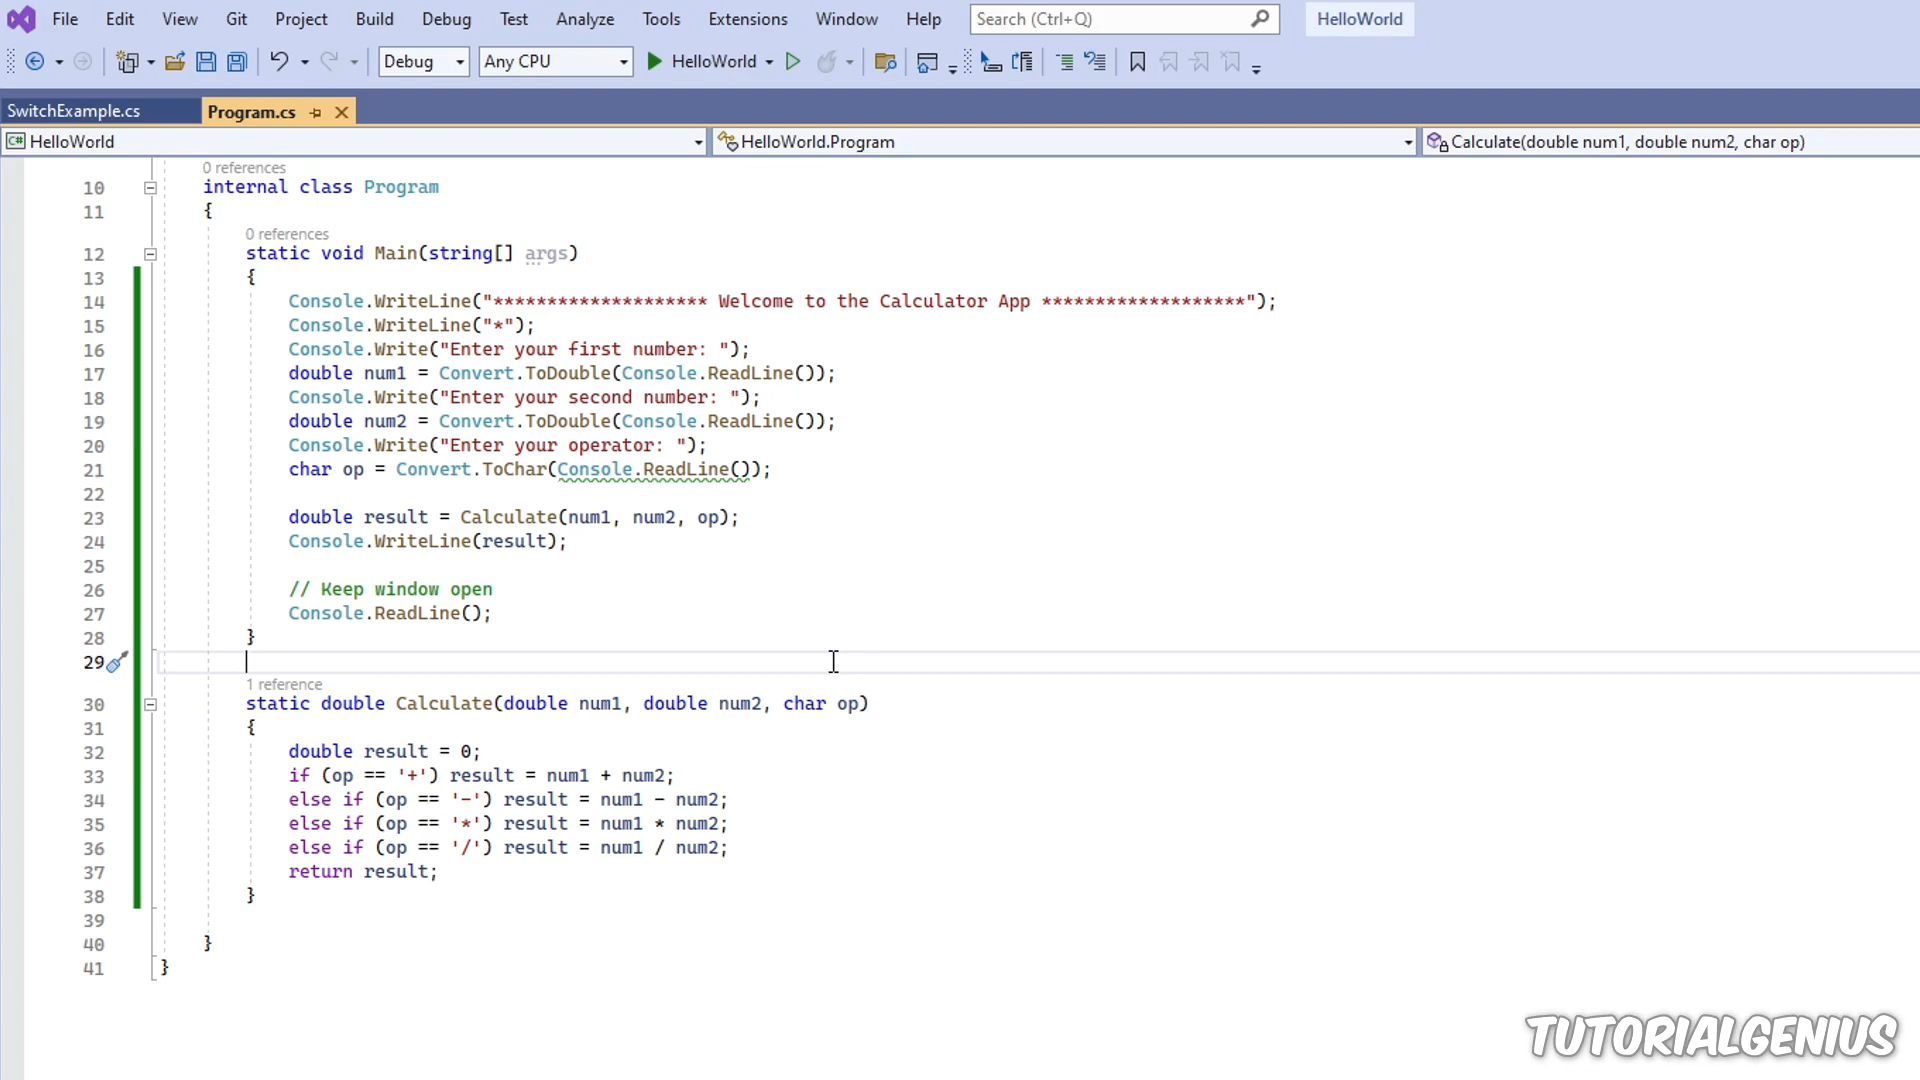 File Edit View Git Project Build Debug Test Analyze Tools Extensions Window Help Search (Ctrl+Q) HelloWorld
Debug Any CPU HelloWorld
SwitchExample.cs Program.cs
C# HelloWorld HelloWorld.Program Calculate(double num1, double num2, char op)
0 references
10 internal class Program
11 {
0 references
12 static void Main(string[] args)
13 {
14 Console.WriteLine("******************** Welcome to the Calculator App *******************");
15 Console.WriteLine("*");
16 Console.Write("Enter your first number: ");
17 double num1 = Convert.ToDouble(Console.ReadLine());
18 Console.Write("Enter your second number: ");
19 double num2 = Convert.ToDouble(Console.ReadLine());
20 Console.Write("Enter your operator: ");
21 char op = Convert.ToChar(Console.ReadLine());
22
23 double result = Calculate(num1, num2, op);
24 Console.WriteLine(result);
25
26 // Keep window open
27 Console.ReadLine();
28 }
29
1 reference
30 static double Calculate(double num1, double num2, char op)
31 {
32 double result = 0;
33 if (op == '+') result = num1 + num2;
34 else if (op == '-') result = num1 - num2;
35 else if (op == '*') result = num1 * num2;
36 else if (op == '/') result = num1 / num2;
37 return result;
38 }
39
40 }
41 }
TUTORIALGENIUS